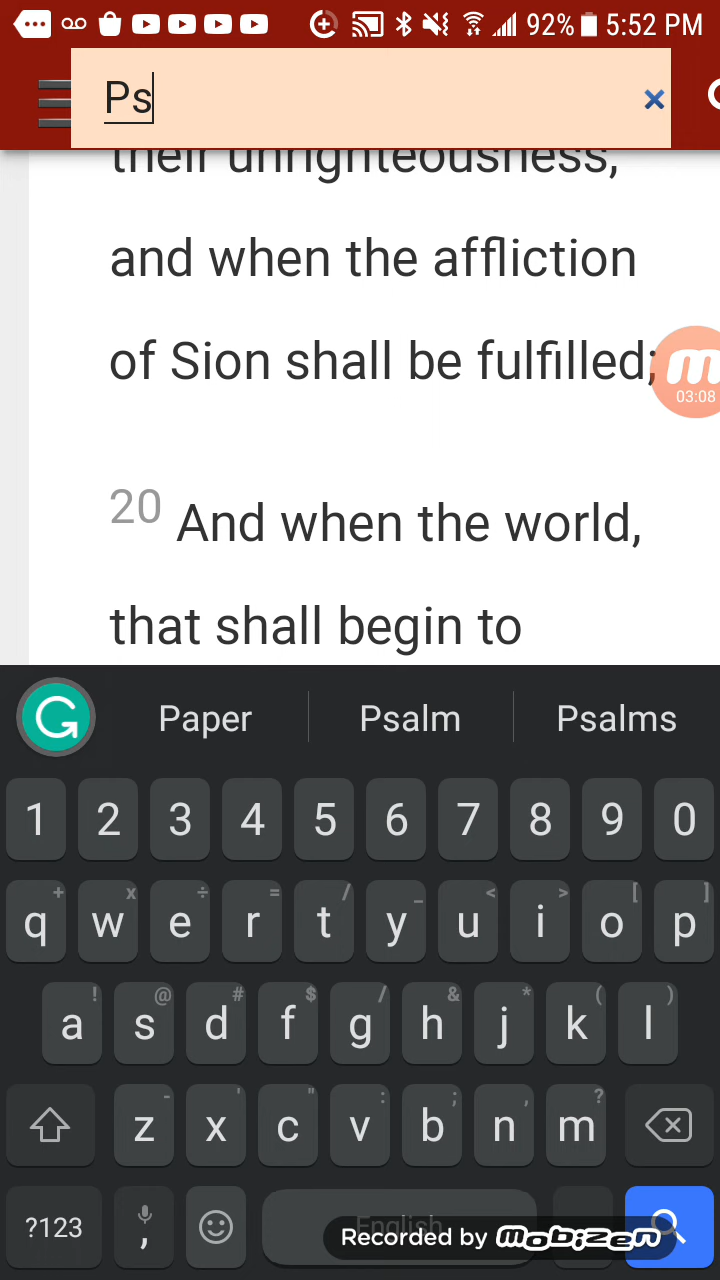 92% 5:52 PM
Ps
their unrighteousness,
and when the affliction
of Sion shall be fulfilled;
m
03:08
20 And when the world,
that shall begin to
G Paper Psalm Psalms
1 2 3 4 5 6 7 8 9 0
+ x ÷ = / _ < > [ ]
q w e r t y u i o p
! @ # $ / & * ( )
a s d f g h j k l
- ' " : ; , ?
z x c v b n m
?123 , English
Recorded by mobizen